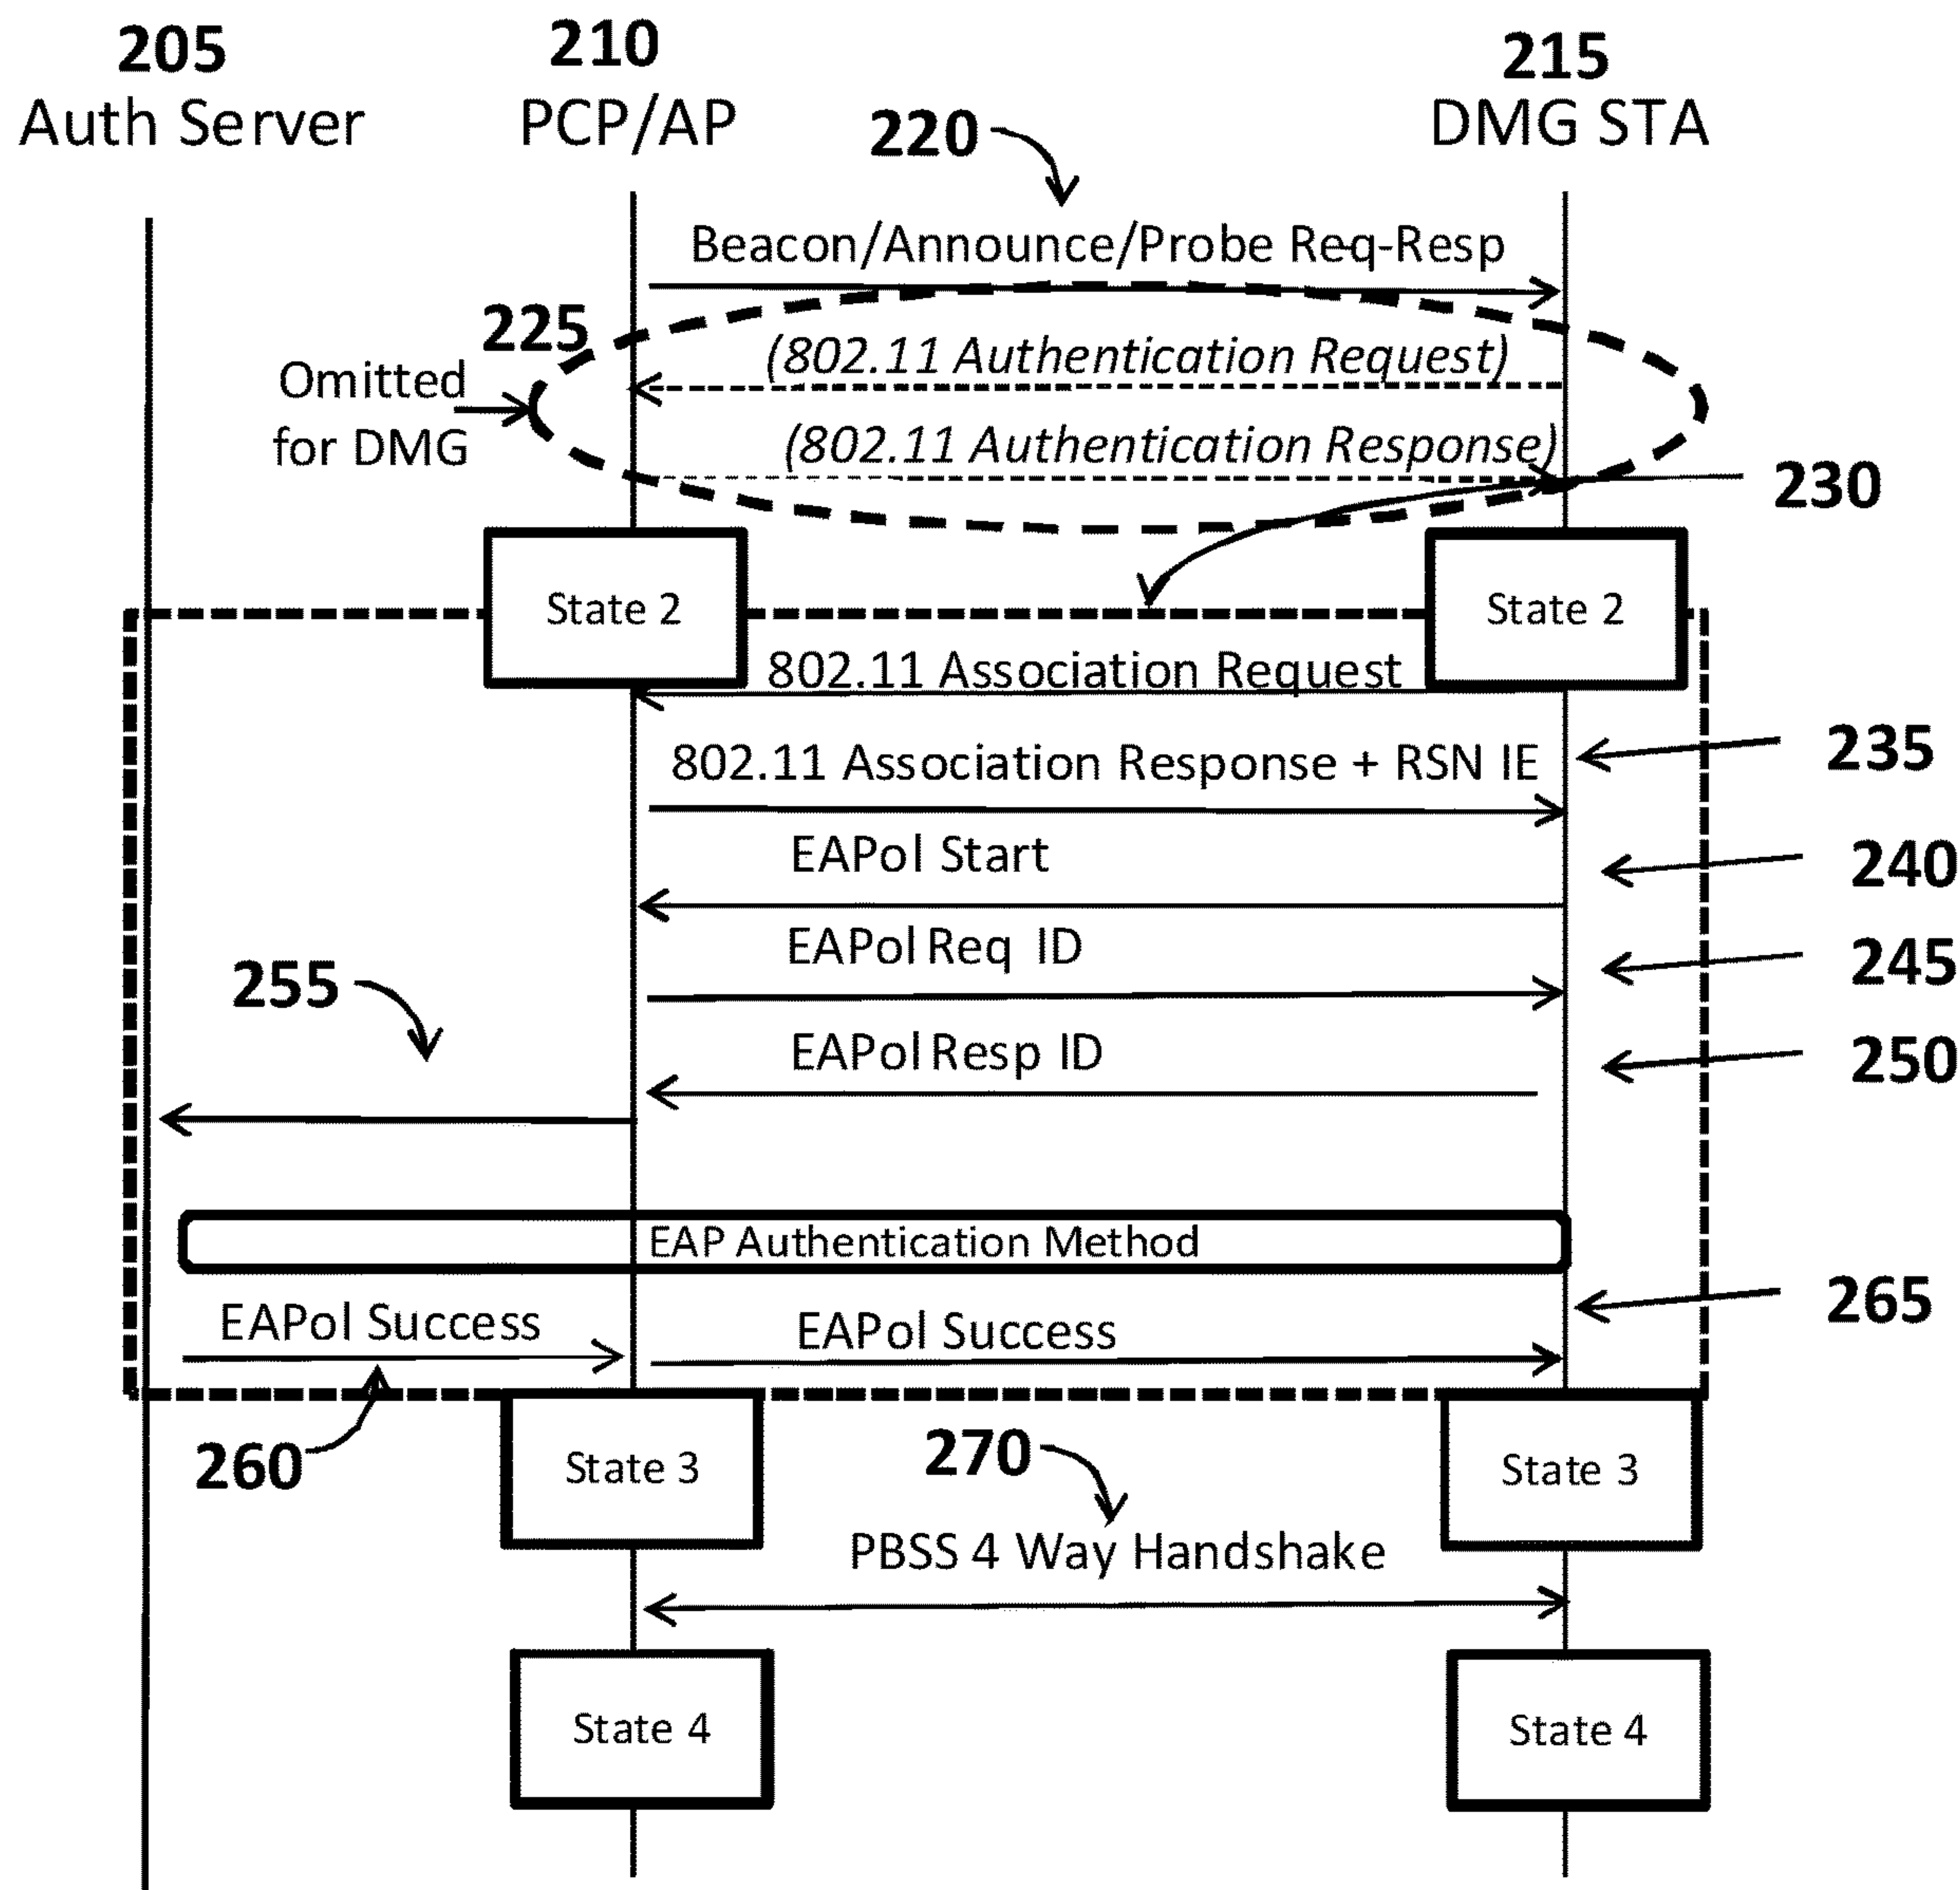 205
Auth Server
210
PCP/AP
215
DMG STA
220
Beacon/Announce/Probe Req-Resp
225
Omitted
for DMG
(802.11 Authentication Request)
(802.11 Authentication Response)
230
State 2
State 2
802.11 Association Request
802.11 Association Response + RSN IE
235
EAPol Start
240
EAPol Req ID
245
255
EAPol Resp ID
250
EAP Authentication Method
265
EAPol Success
EAPol Success
260
270
State 3
State 3
PBSS 4 Way Handshake
State 4
State 4